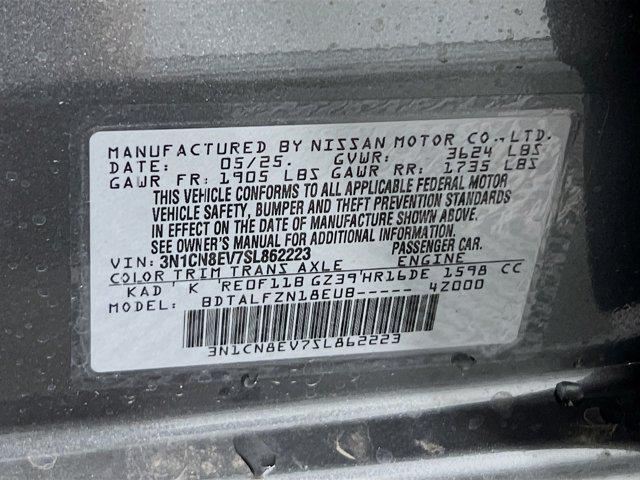 MANUFACTURED BY NISSAN MOTOR CO.,LTD.
DATE: 05/25. GVWR: 3624 LBS
GAWR FR: 1905 LBS GAWR RR: 1735 LBS
THIS VEHICLE CONFORMS TO ALL APPLICABLE FEDERAL MOTOR
VEHICLE SAFETY, BUMPER AND THEFT PREVENTION STANDARDS
IN EFFECT ON THE DATE OF MANUFACTURE SHOWN ABOVE.
SEE OWNER'S MANUAL FOR ADDITIONAL INFORMATION.
VIN: 3N1CN8EV7SL862223 PASSENGER CAR.
COLOR TRIM TRANS AXLE ENGINE
KAD ' K 'RE0F11B GZ39'HR16DE 1598 CC
MODEL: BDTALFZN18EU8----- 4Z000
3N1CN8EV7SL862223